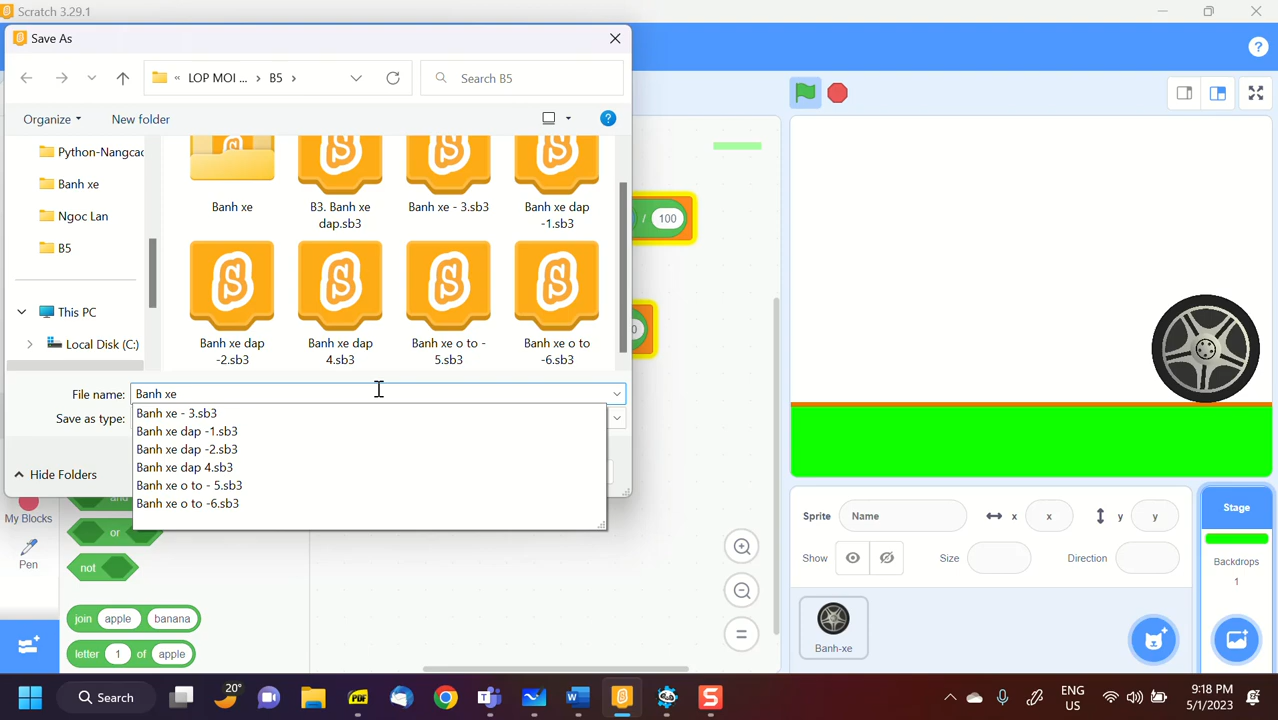 Scratch 3.29.1
Save As
« LOP MOI ... › B5 ›
Search B5
Organize
New folder
Python-Nangcac
Banh xe
Ngoc Lan
B5
This PC
Local Disk (C:)
Banh xe
B3. Banh xe dap.sb3
Banh xe - 3.sb3
Banh xe dap -1.sb3
Banh xe dap -2.sb3
Banh xe dap 4.sb3
Banh xe o to - 5.sb3
Banh xe o to -6.sb3
File name: Banh xe
Save as type:
Banh xe - 3.sb3
Banh xe dap -1.sb3
Banh xe dap -2.sb3
Banh xe dap 4.sb3
Banh xe o to - 5.sb3
Banh xe o to -6.sb3
Hide Folders
/ 100
0
My Blocks
Pen
and
or
not
join apple banana
letter 1 of apple
Sprite Name x x y y
Show Size Direction
Banh-xe
Stage
Backdrops
1
Search
20°
PDF
ENG
US
9:18 PM
5/1/2023